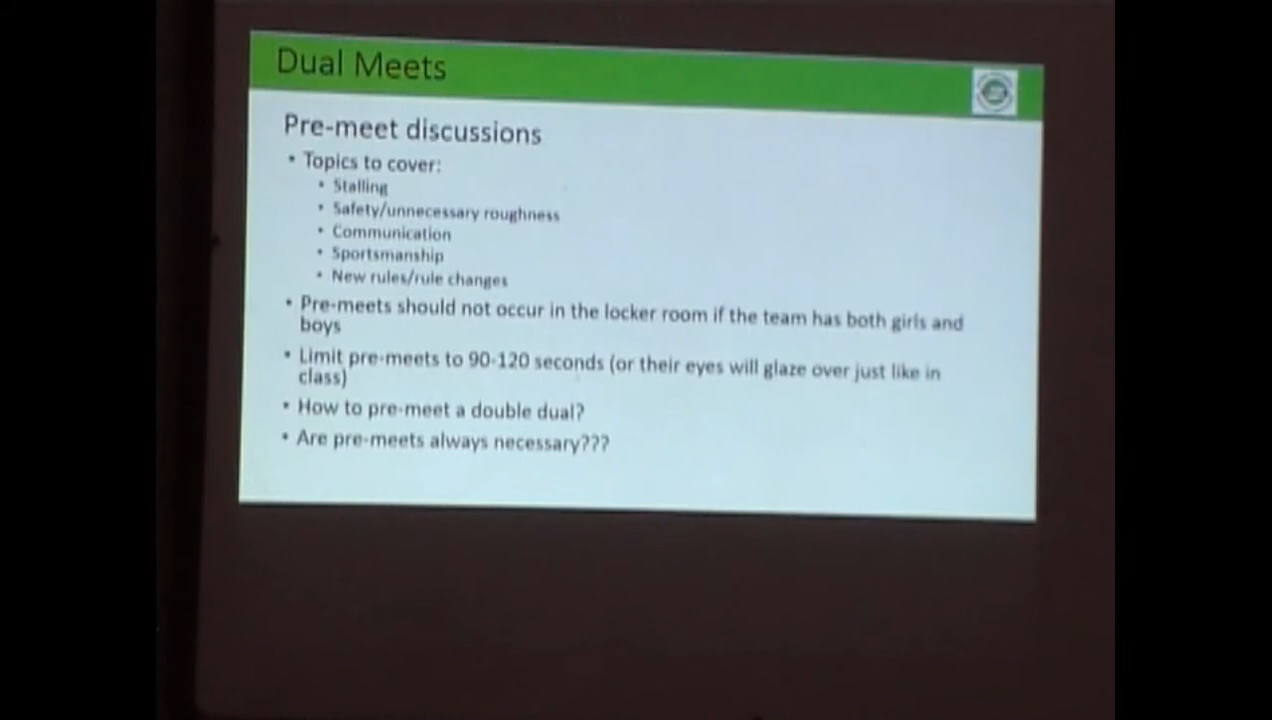 Dual Meets
Pre-meet discussions
• Topics to cover:
• Stalling
• Safety/unnecessary roughness
• Communication
• Sportsmanship
• New rules/rule changes
• Pre-meets should not occur in the locker room if the team has both girls and
boys
• Limit pre-meets to 90-120 seconds (or their eyes will glaze over just like in
class)
• How to pre-meet a double dual?
• Are pre-meets always necessary???